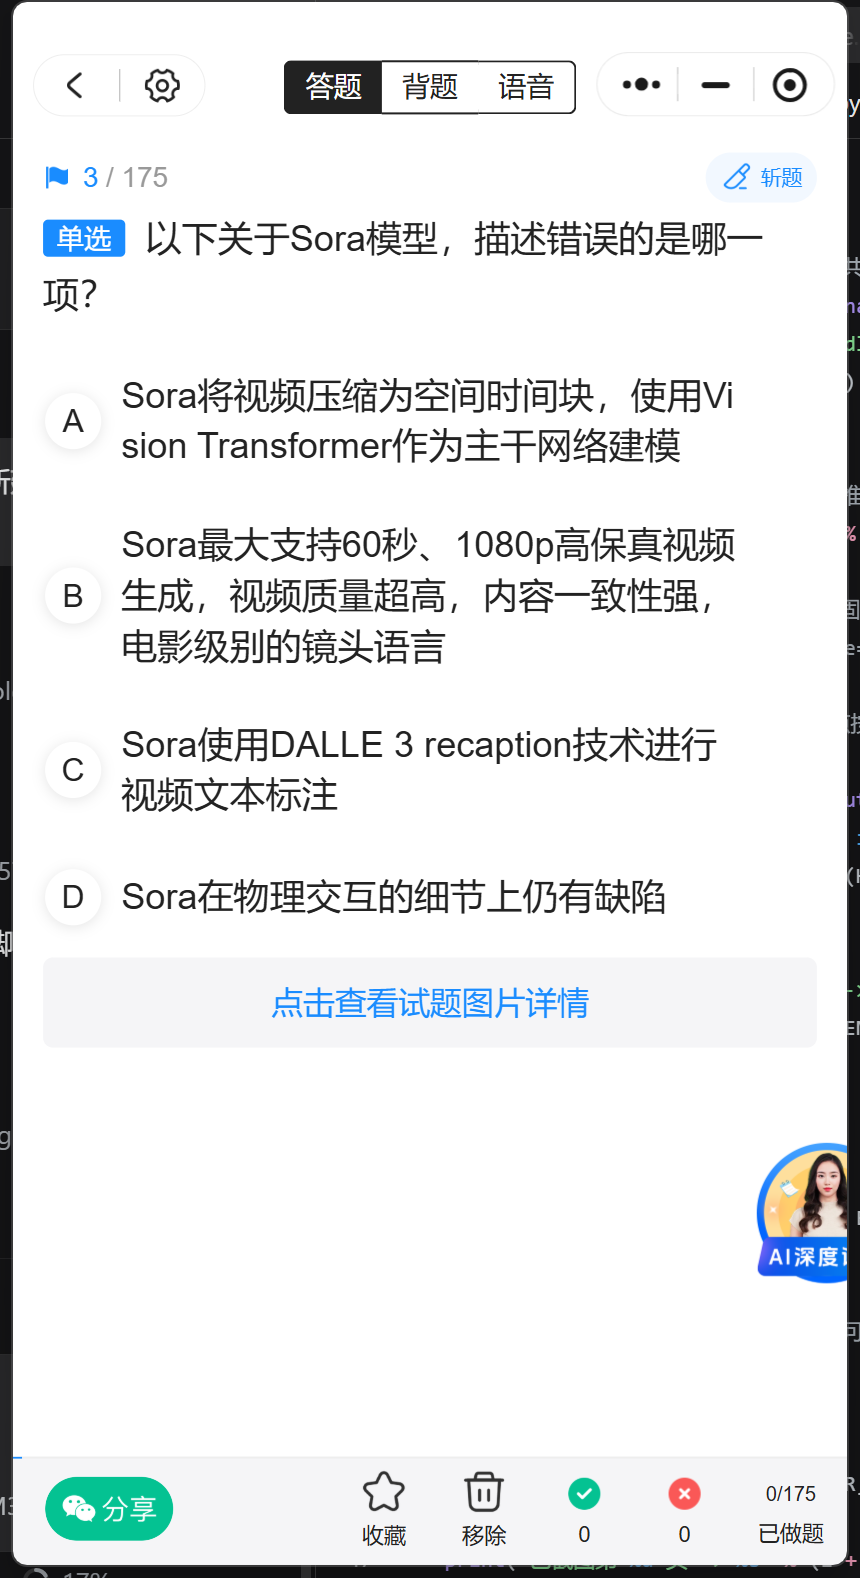 答题 背题 语音
3 / 175
斩题
单选 以下关于Sora模型，描述错误的是哪一
项？
A
Sora将视频压缩为空间时间块，使用Vi
sion Transformer作为主干网络建模
B
Sora最大支持60秒、1080p高保真视频
生成，视频质量超高，内容一致性强，
电影级别的镜头语言
C
Sora使用DALLE 3 recaption技术进行
视频文本标注
D
Sora在物理交互的细节上仍有缺陷
点击查看试题图片详情
AI深度
分享
收藏
移除
0
0
0/175
已做题